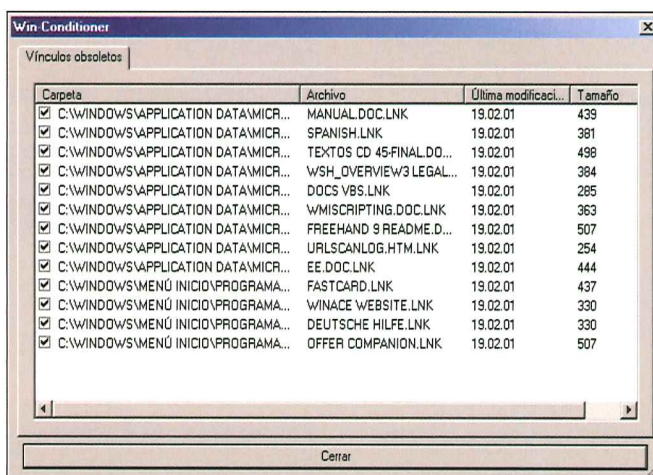 Win-Conditioner
Vínculos obsoletos
Carpeta Archivo Última modificaci... Tamaño
C:\WINDOWS\APPLICATION DATA\MICR... MANUAL.DOC.LNK 19.02.01 439
C:\WINDOWS\APPLICATION DATA\MICR... SPANISH.LNK 19.02.01 381
C:\WINDOWS\APPLICATION DATA\MICR... TEXTOS CD 45-FINAL.DO... 19.02.01 498
C:\WINDOWS\APPLICATION DATA\MICR... WSH_OVERVIEW3 LEGAL... 19.02.01 384
C:\WINDOWS\APPLICATION DATA\MICR... DOCS VBS.LNK 19.02.01 285
C:\WINDOWS\APPLICATION DATA\MICR... WMISCRIPTING.DOC.LNK 19.02.01 363
C:\WINDOWS\APPLICATION DATA\MICR... FREEHAND 9 README.D... 19.02.01 507
C:\WINDOWS\APPLICATION DATA\MICR... URLSCANLOG.HTM.LNK 19.02.01 254
C:\WINDOWS\APPLICATION DATA\MICR... EE.DOC.LNK 19.02.01 444
C:\WINDOWS\MENÚ INICIO\PROGRAMA... FASTCARD.LNK 19.02.01 437
C:\WINDOWS\MENÚ INICIO\PROGRAMA... WINACE WEBSITE.LNK 19.02.01 330
C:\WINDOWS\MENÚ INICIO\PROGRAMA... DEUTSCHE HILFE.LNK 19.02.01 330
C:\WINDOWS\MENÚ INICIO\PROGRAMA... OFFER COMPANION.LNK 19.02.01 507
Cerrar